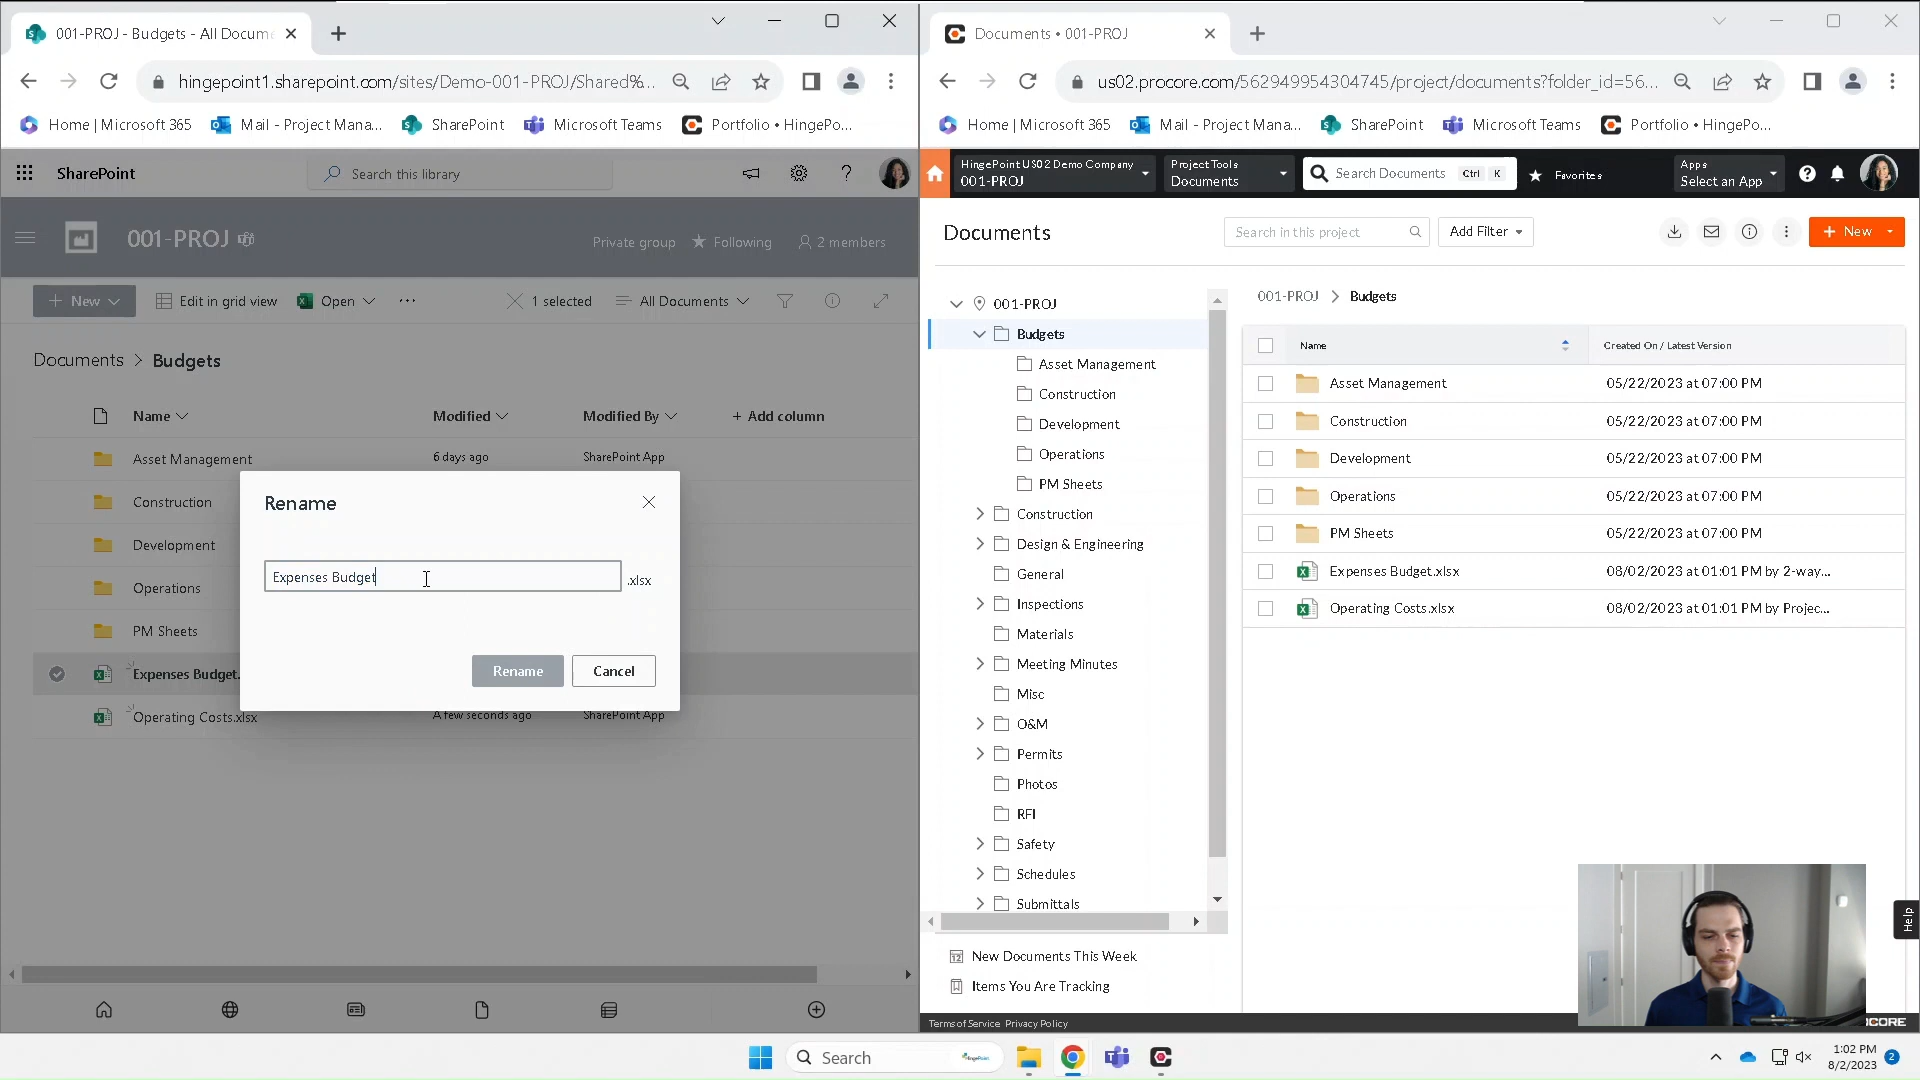 001-PROJ - Budgets - All Docume
hingepoint1.sharepoint.com/sites/Demo-001-PROJ/Shared%...
Home | Microsoft 365
Mail - Project Mana...
SharePoint
Microsoft Teams
Portfolio • HingePo...
SharePoint
Search this library
001-PROJ
Private group
Following
2 members
New
Edit in grid view
Open
1 selected
All Documents
Documents > Budgets
Name
Modified
Modified By
+ Add column
Asset Management
6 days ago
SharePoint App
Construction
Development
Operations
PM Sheets
Expenses Budget.
Operating Costs.xlsx
A few seconds ago
SharePoint App
Rename
Expenses Budget
.xlsx
Rename
Cancel
Documents • 001-PROJ
us02.procore.com/562949954304745/project/documents?folder_id=56...
Home | Microsoft 365
Mail - Project Mana...
SharePoint
Microsoft Teams
Portfolio • HingePo...
HingePoint US02 Demo Company
001-PROJ
Project Tools
Documents
Search Documents
Ctrl
K
Favorites
Apps
Select an App
Documents
Search in this project
Add Filter
New
001-PROJ
Budgets
Asset Management
Construction
Development
Operations
PM Sheets
Construction
Design & Engineering
General
Inspections
Materials
Meeting Minutes
Misc
O&M
Permits
Photos
RFI
Safety
Schedules
Submittals
New Documents This Week
Items You Are Tracking
001-PROJ > Budgets
Name
Created On / Latest Version
Asset Management
05/22/2023 at 07:00 PM
Construction
05/22/2023 at 07:00 PM
Development
05/22/2023 at 07:00 PM
Operations
05/22/2023 at 07:00 PM
PM Sheets
05/22/2023 at 07:00 PM
Expenses Budget.xlsx
08/02/2023 at 01:01 PM by 2-way...
Operating Costs.xlsx
08/02/2023 at 01:01 PM by Projec...
Help
Terms of Service Privacy Policy
CORE
Search
HingePoint
1:02 PM
8/2/2023
2